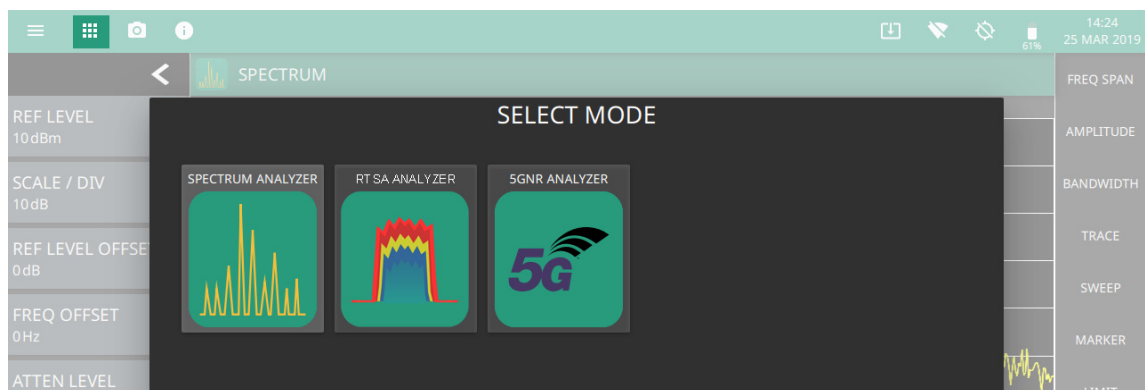 14:24
61%
25 MAR 2019
SPECTRUM
FREQ SPAN
REF LEVEL
10dBm
SELECT MODE
AMPLITUDE
SPECTRUM ANALYZER
RT SA ANALYZER
5GNR ANALYZER
SCALE / DIV
10dB
BANDWIDTH
TRACE
REF LEVEL OFFSE
0dB
5G
SWEEP
FREQ OFFSET
0Hz
MARKER
ATTEN LEVEL
LIMIT